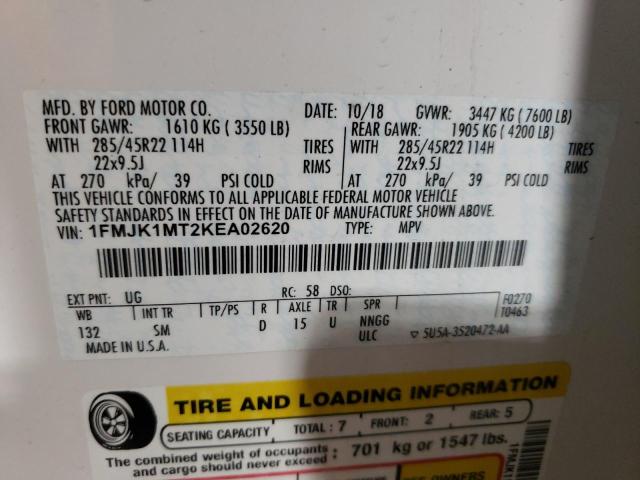 MFD. BY FORD MOTOR CO. DATE: 10/18 GVWR: 3447 KG ( 7600 LB)
FRONT GAWR: 1610 KG ( 3550 LB) REAR GAWR: 1905 KG ( 4200 LB)
WITH 285/45R22 114H TIRES WITH 285/45R22 114H TIRES
22x9.5J RIMS 22x9.5J RIMS
AT 270 kPa/ 39 PSI COLD AT 270 kPa/ 39 PSI COLD
THIS VEHICLE CONFORMS TO ALL APPLICABLE FEDERAL MOTOR VEHICLE
SAFETY STANDARDS IN EFFECT ON THE DATE OF MANUFACTURE SHOWN ABOVE.
VIN: 1FMJK1MT2KEA02620 TYPE: MPV
EXT PNT: UG RC: 58 DSO: F0270
WB INT TR TP/PS R AXLE TR SPR T0463
132 SM D 15 U NNGG
ULC ▽ 5U5A-3520472-AA
MADE IN U.S.A.
TIRE AND LOADING INFORMATION
SEATING CAPACITY TOTAL: 7 FRONT: 2 REAR: 5
The combined weight of occupants
and cargo should never exceed : 701 kg or 1547 lbs.
OWNERS
1FMJK1